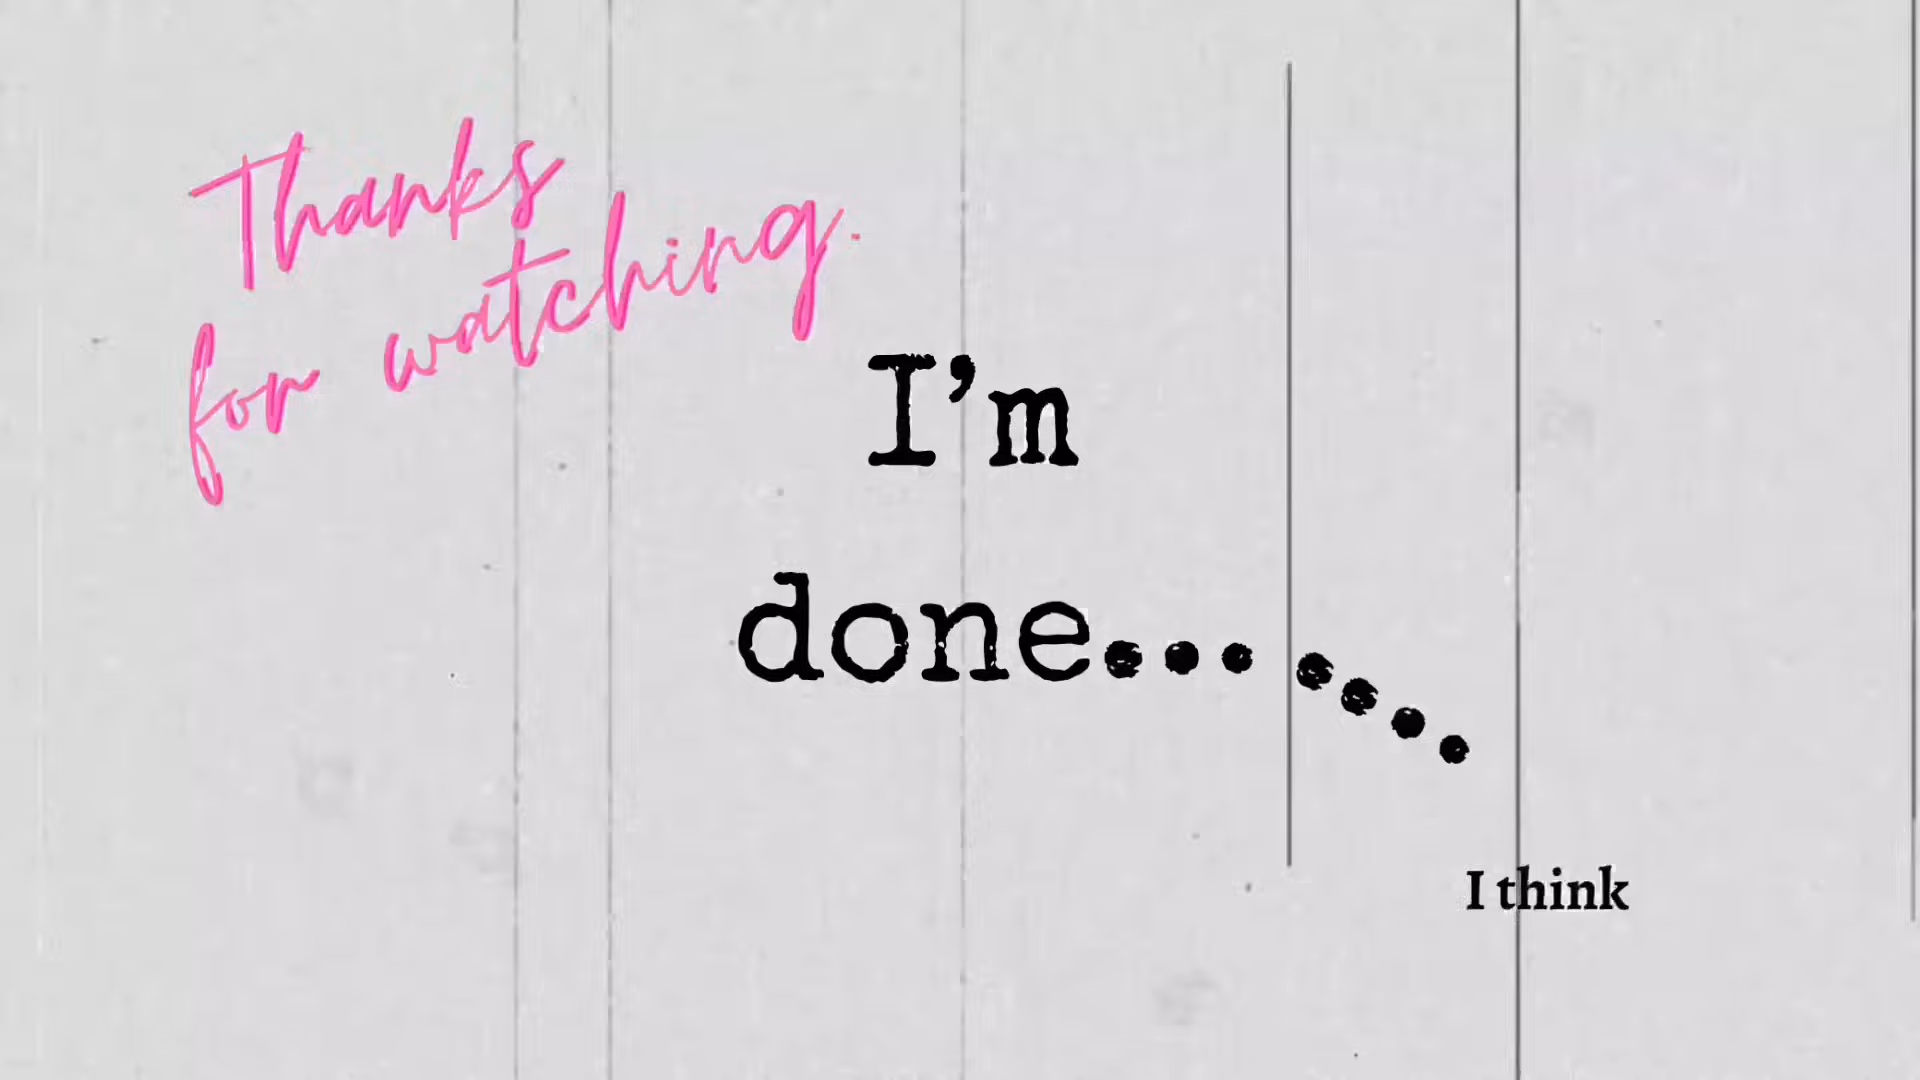 Thanks
for watching.
I’m
done.......
I think